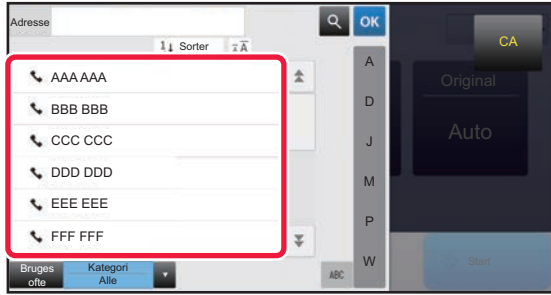 Adresse
OK
CA
1 Sorter
A
AAA AAA
BBB BBB
CCC CCC
DDD DDD
EEE EEE
FFF FFF
A
D
J
M
P
W
Original
Auto
Bruges
ofte
Kategori
Alle
ABC
Start